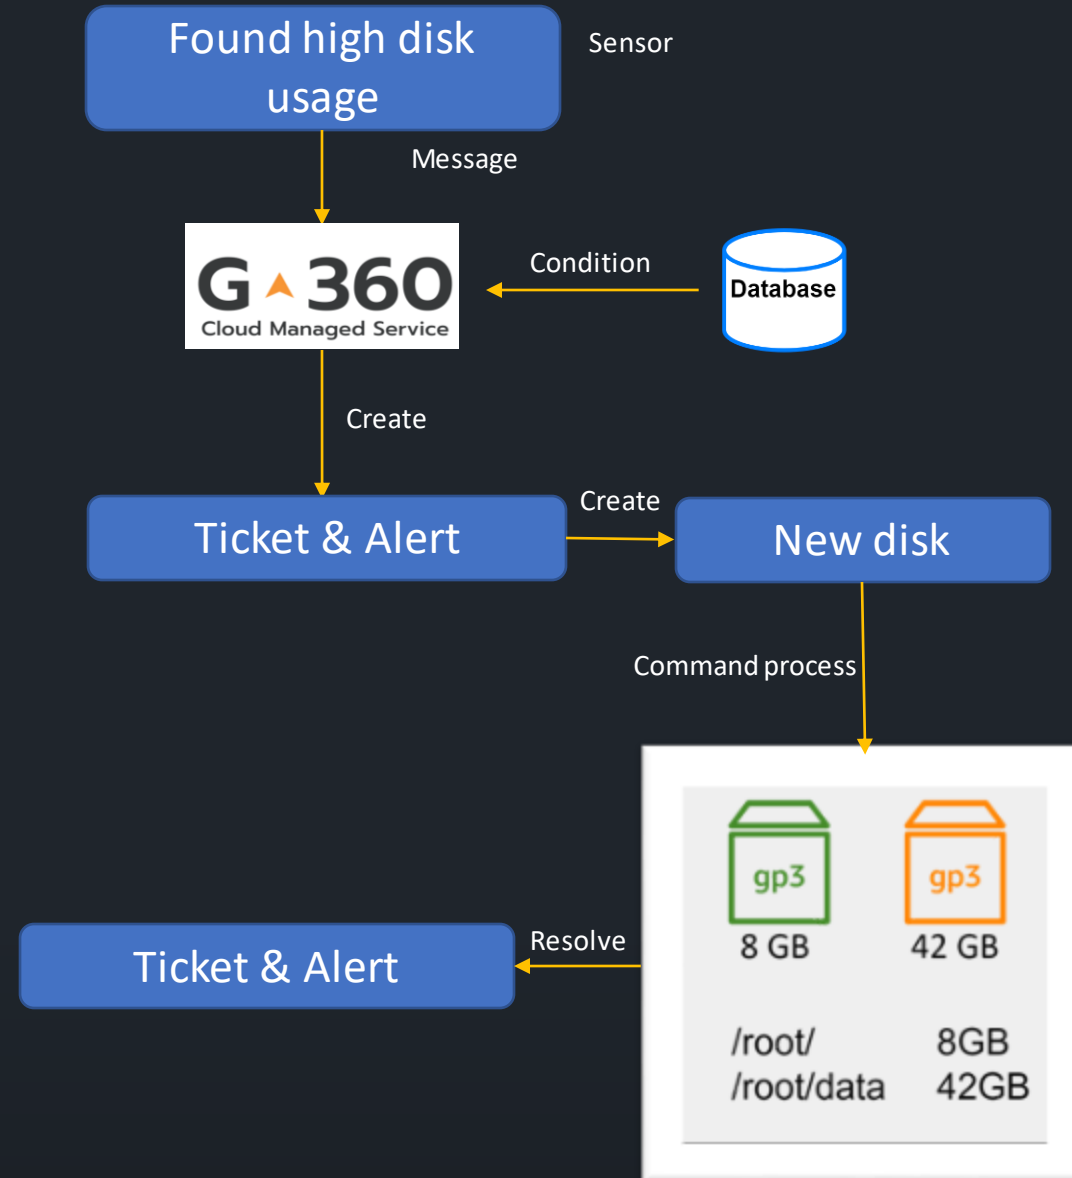 Found high disk
usage
Sensor
Message
G 360
Cloud Managed Service
Condition
Database
Create
Ticket & Alert
Create
New disk
Command process
gp3
8 GB
gp3
42 GB
/root/ 8GB
/root/data 42GB
Resolve
Ticket & Alert